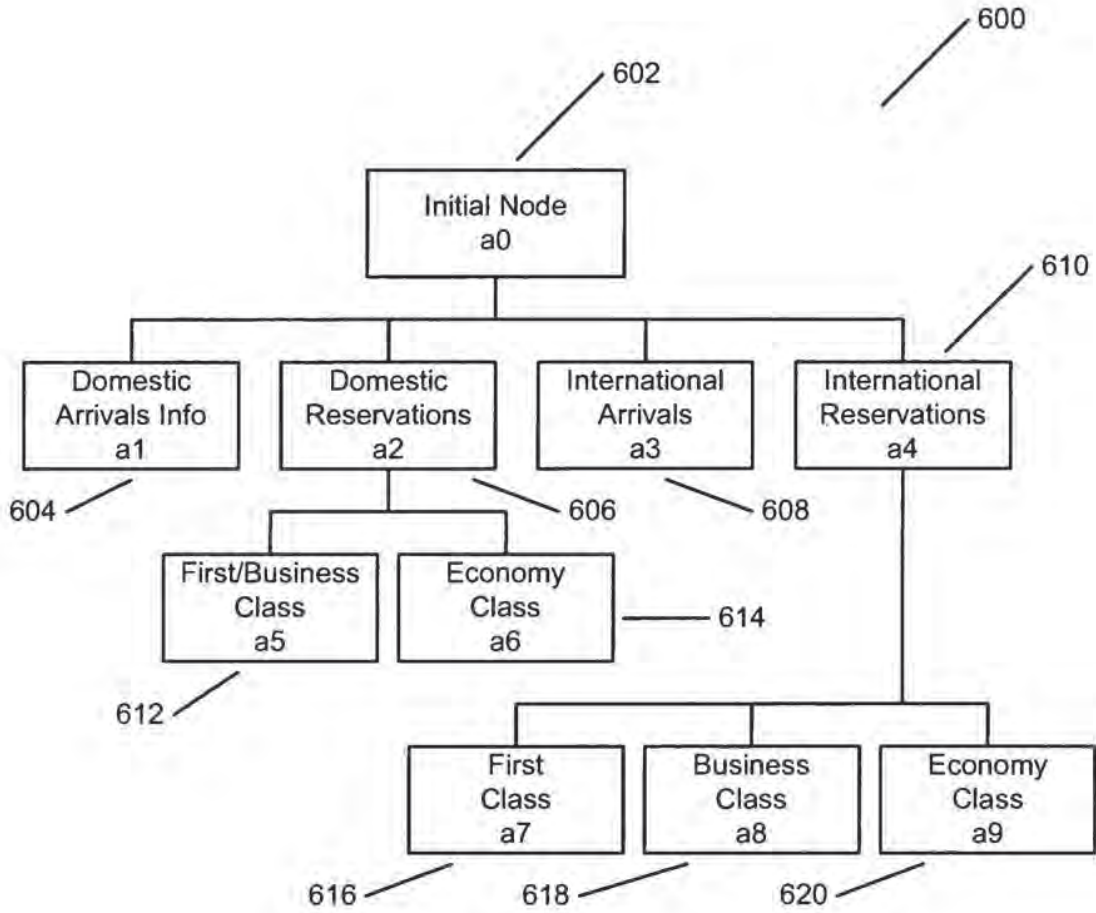 600
602
Initial Node
a0
610
Domestic
Arrivals Info
a1
Domestic
Reservations
a2
International
Arrivals
a3
International
Reservations
a4
604
606
608
First/Business
Class
a5
Economy
Class
a6
614
612
First
Class
a7
Business
Class
a8
Economy
Class
a9
616
618
620